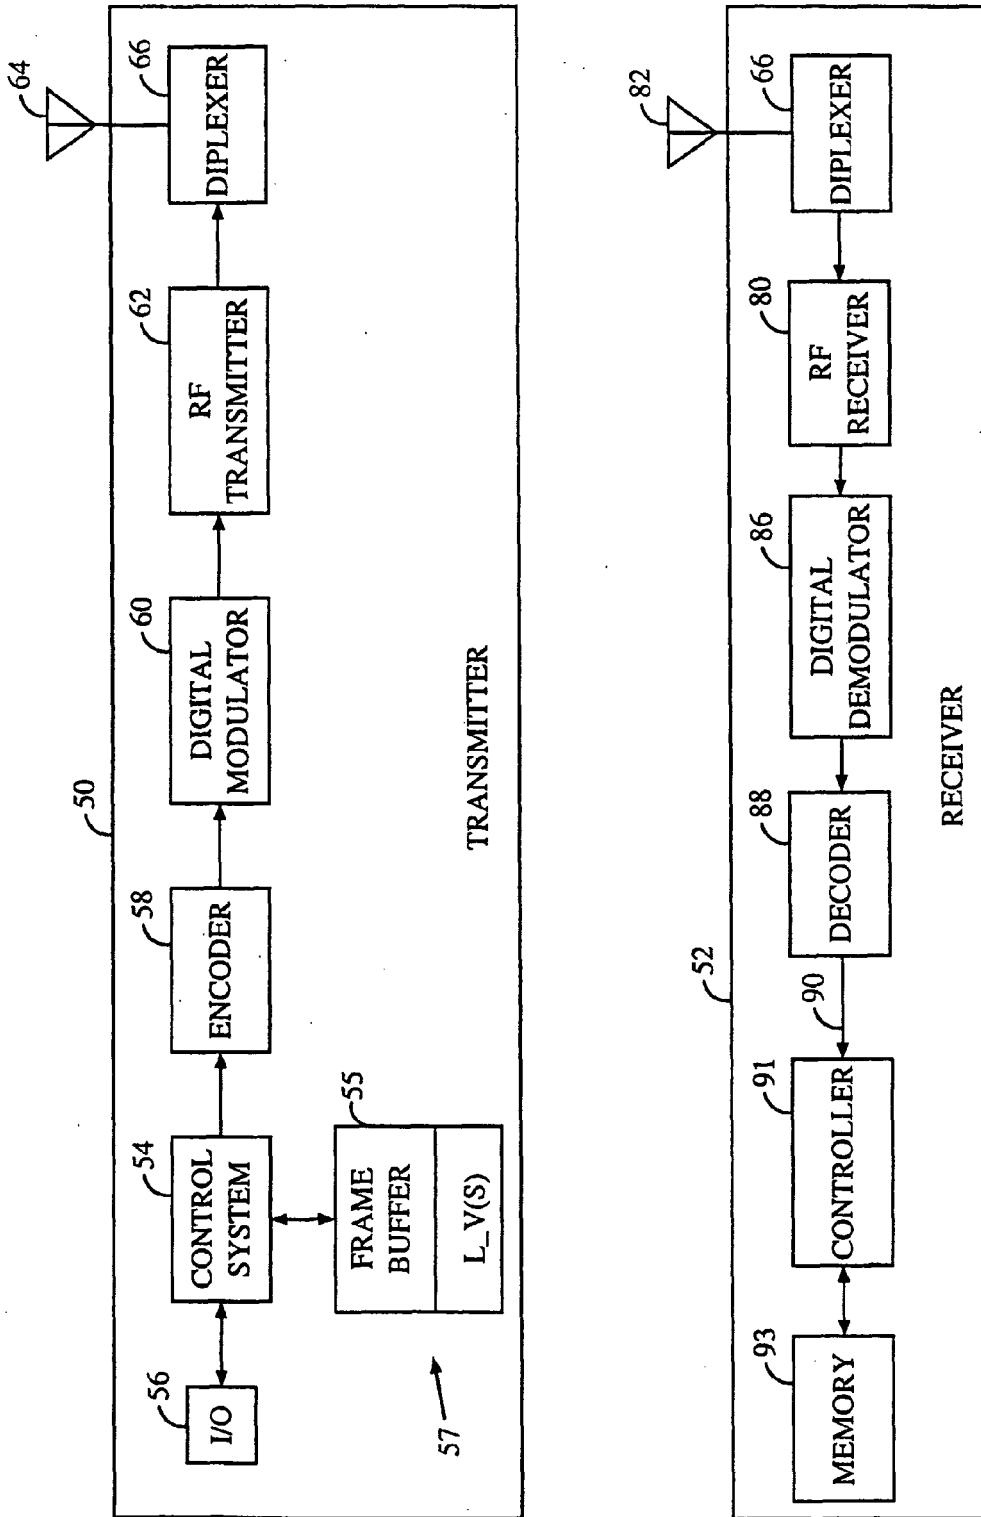 50
56
I/O
54
CONTROL
SYSTEM
55
FRAME
BUFFER
L_V(S)
57
58
ENCODER
60
DIGITAL
MODULATOR
62
RF
TRANSMITTER
64
66
DIPLEXER
TRANSMITTER
52
93
MEMORY
91
CONTROLLER
90
88
DECODER
86
DIGITAL
DEMODULATOR
80
RF
RECEIVER
82
66
DIPLEXER
RECEIVER